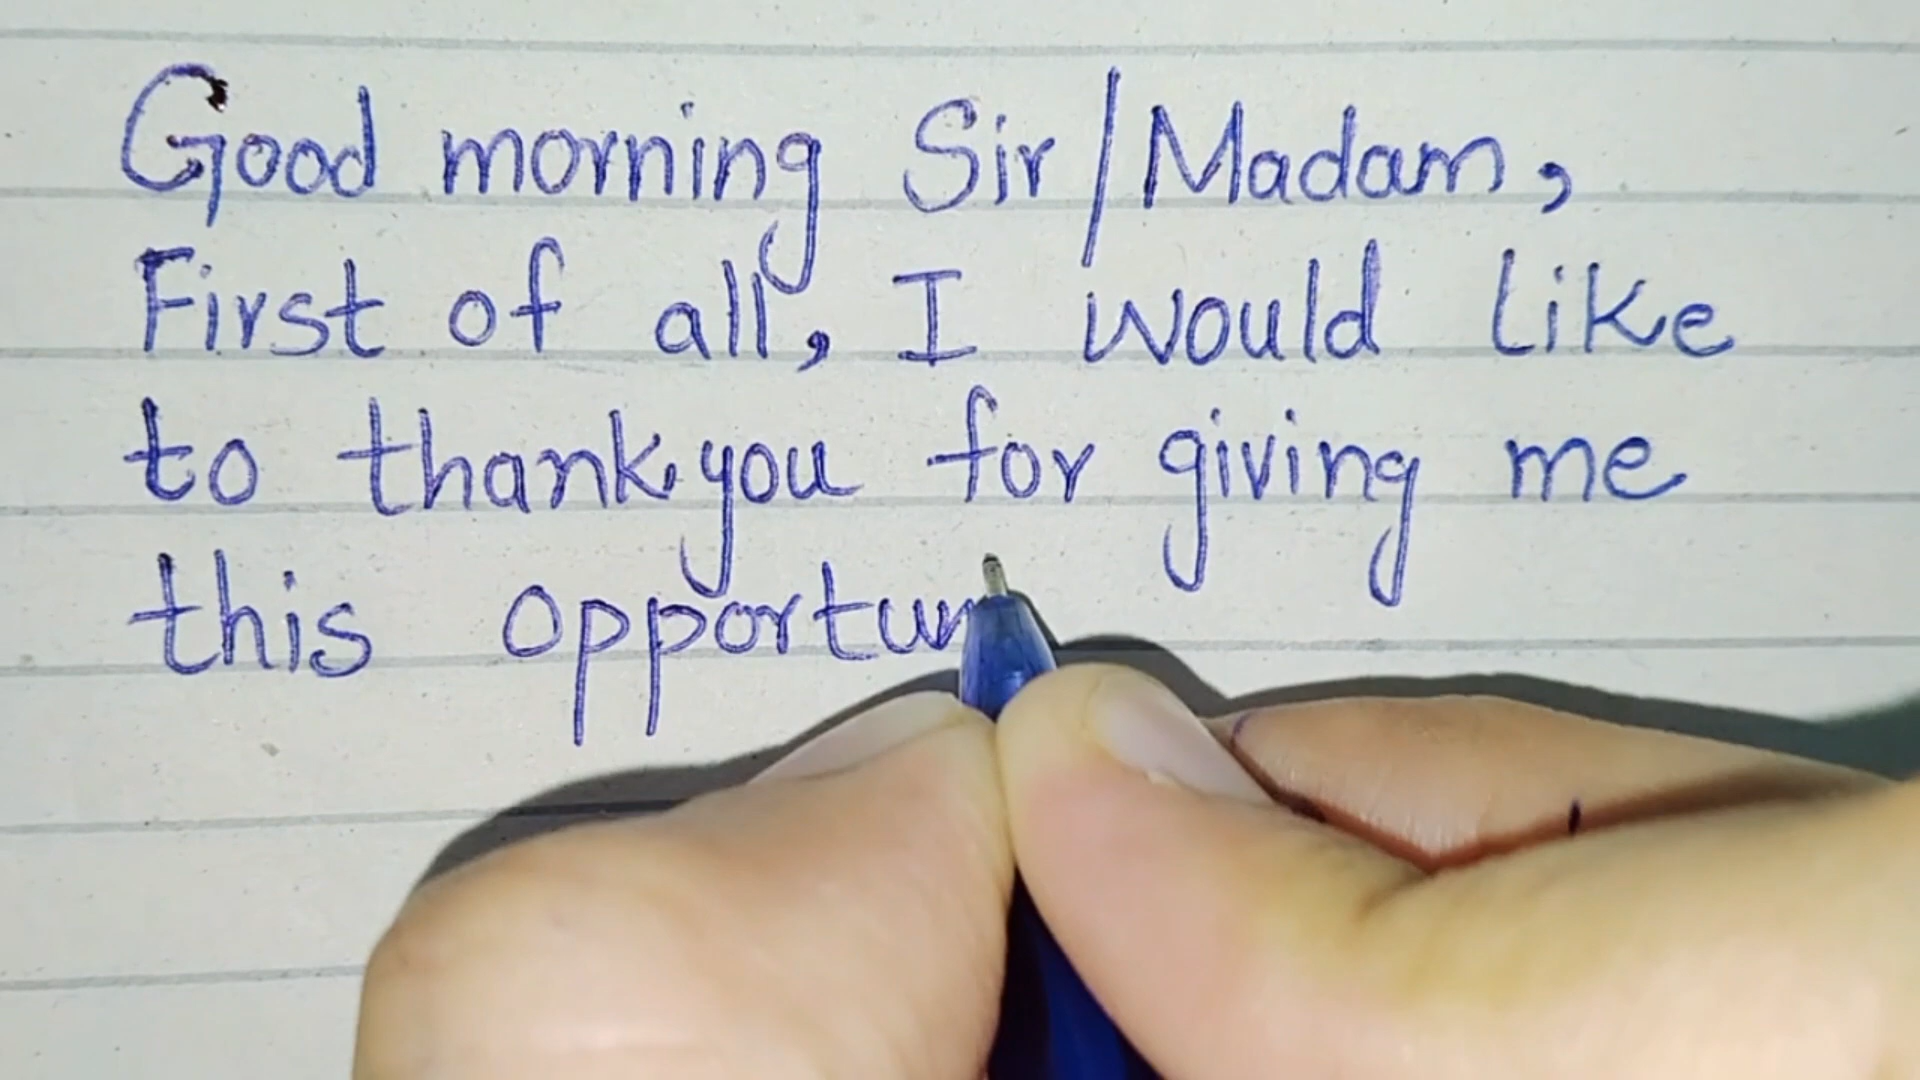 Good morning Sir/Madam,
First of all, I would like
to thank you for giving me
this opportun